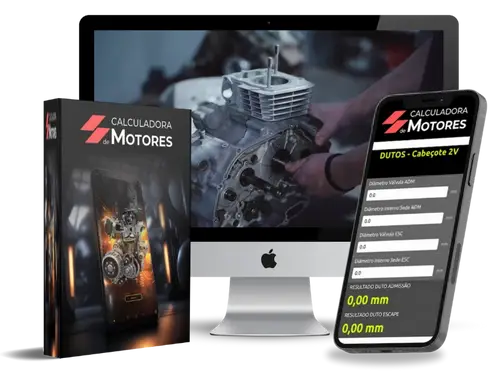 CALCULADORA
de MOTORES
CALCULADORA
de MOTORES
DUTOS - Cabeçote 2V
Diâmetro Válvula ADM
0.0
Diâmetro Interno Sede ADM
0.0
Diâmetro Válvula ESC
0.0
Diâmetro Interno Sede ESC
0.0
RESULTADO DUTO ADMISSÃO
0,00 mm
RESULTADO DUTO ESCAPE
0,00 mm